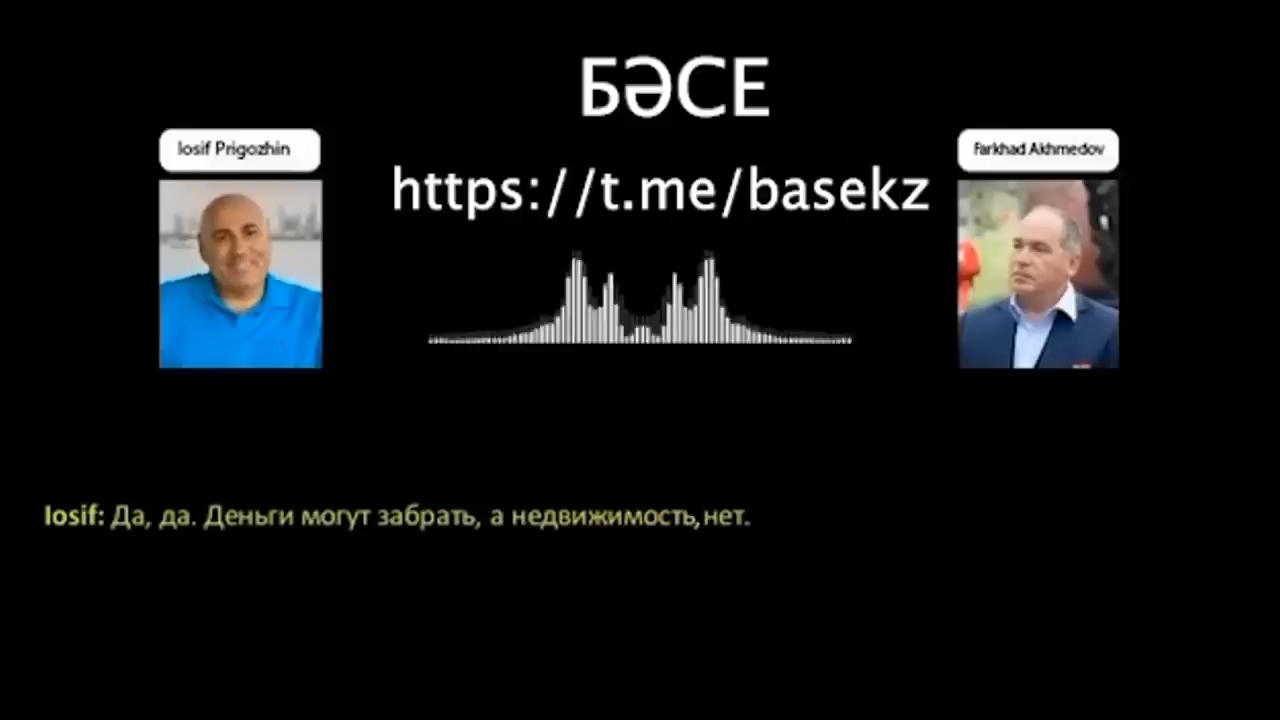 БӘСЕ
Iosif Prigozhin
Farkhad Akhmedov
https://t.me/basekz
Iosif: Да, да. Деньги могут забрать, а недвижимость,нет.